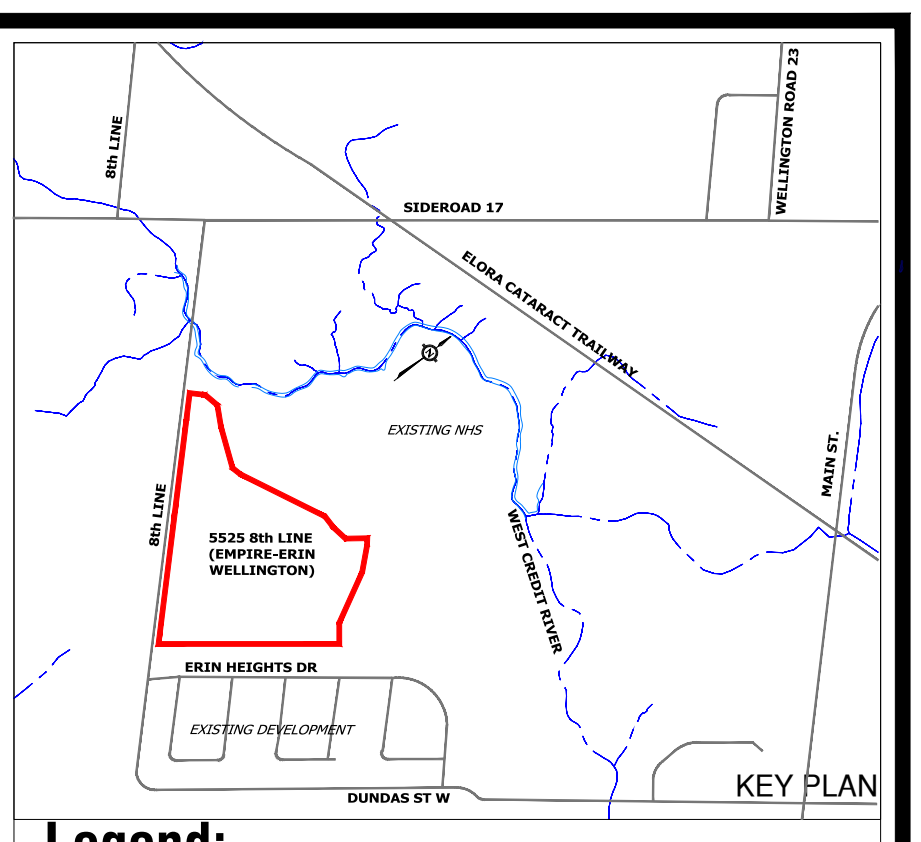 WELLINGTON ROAD 23
8th LINE
SIDEROAD 17
ELORA CATARACT TRAILWAY
N
EXISTING NHS
MAIN ST.
8th LINE
5525 8th LINE
(EMPIRE-ERIN
WELLINGTON)
WEST CREDIT RIVER
ERIN HEIGHTS DR
EXISTING DEVELOPMENT
KEY PLAN
DUNDAS ST W
Legend: